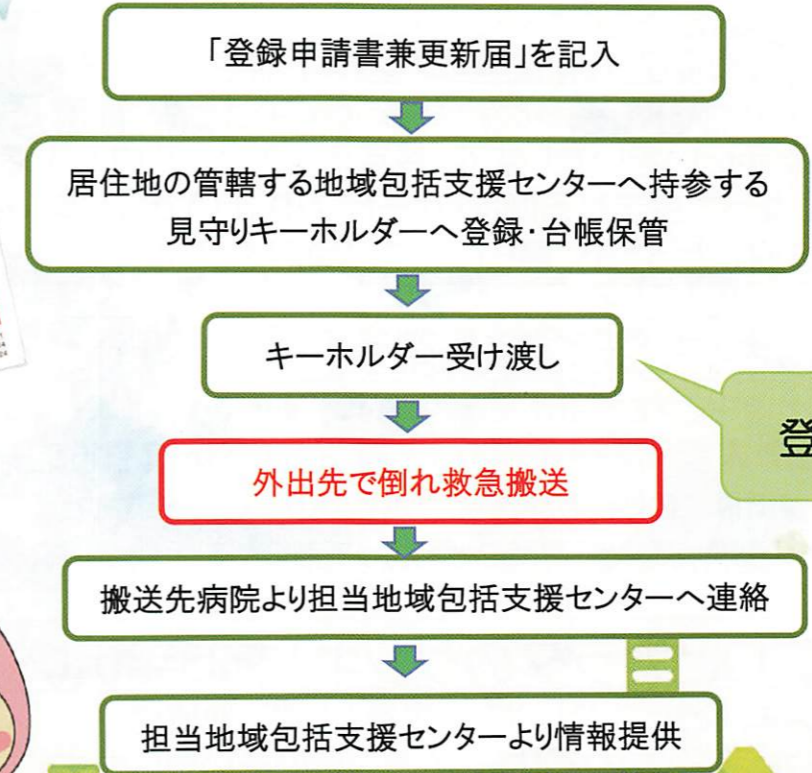 「登録申請書兼更新届」を記入
居住地の管轄する地域包括支援センターへ持参する
見守りキーホルダーへ登録・台帳保管
キーホルダー受け渡し
登
外出先で倒れ救急搬送
搬送先病院より担当地域包括支援センターへ連絡
担当地域包括支援センターより情報提供